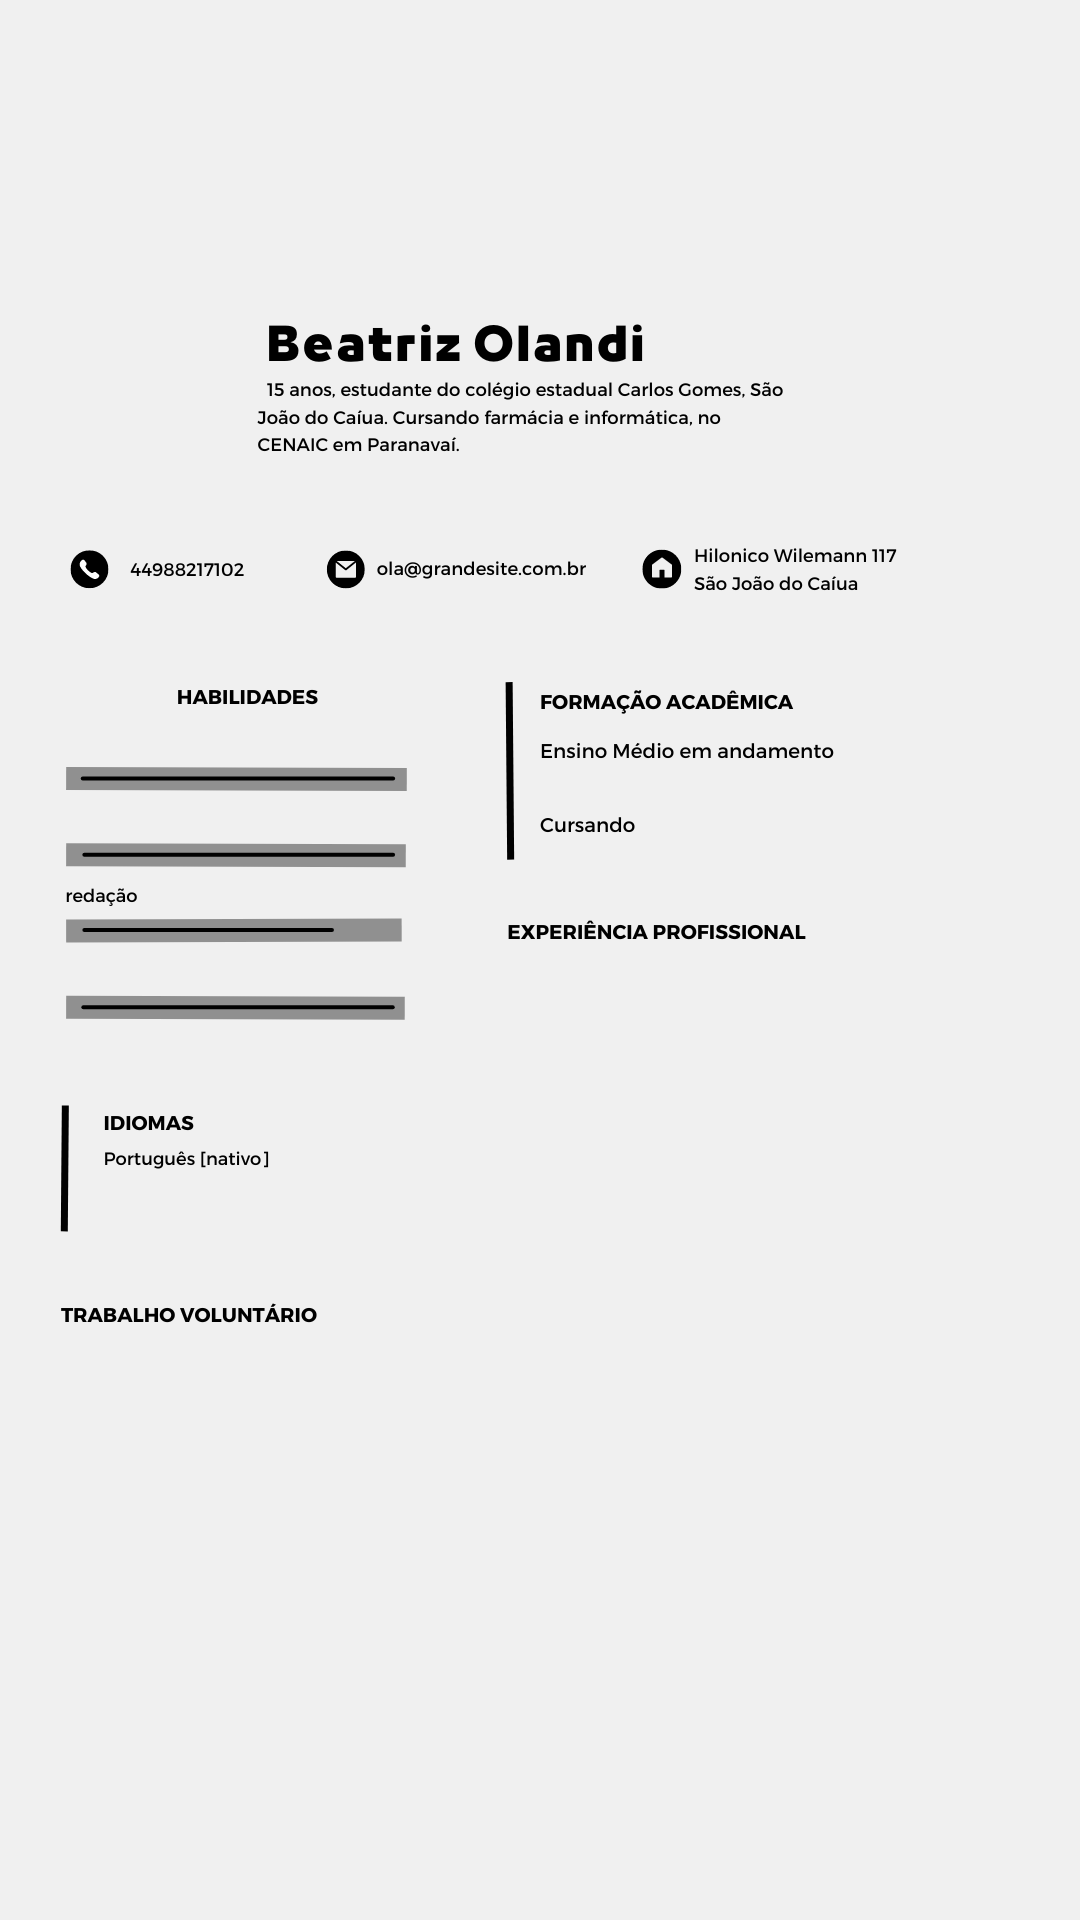 Beatriz Olandi
15 anos, estudante do colégio estadual Carlos Gomes, São
João do Caíua. Cursando farmácia e informática, no
CENAIC em Paranavaí.
44988217102
ola@grandesite.com.br
Hilonico Wilemann 117
São João do Caíua
HABILIDADES
redação
FORMAÇÃO ACADÊMICA
Ensino Médio em andamento
Cursando
EXPERIÊNCIA PROFISSIONAL
IDIOMAS
Português [nativo]
TRABALHO VOLUNTÁRIO